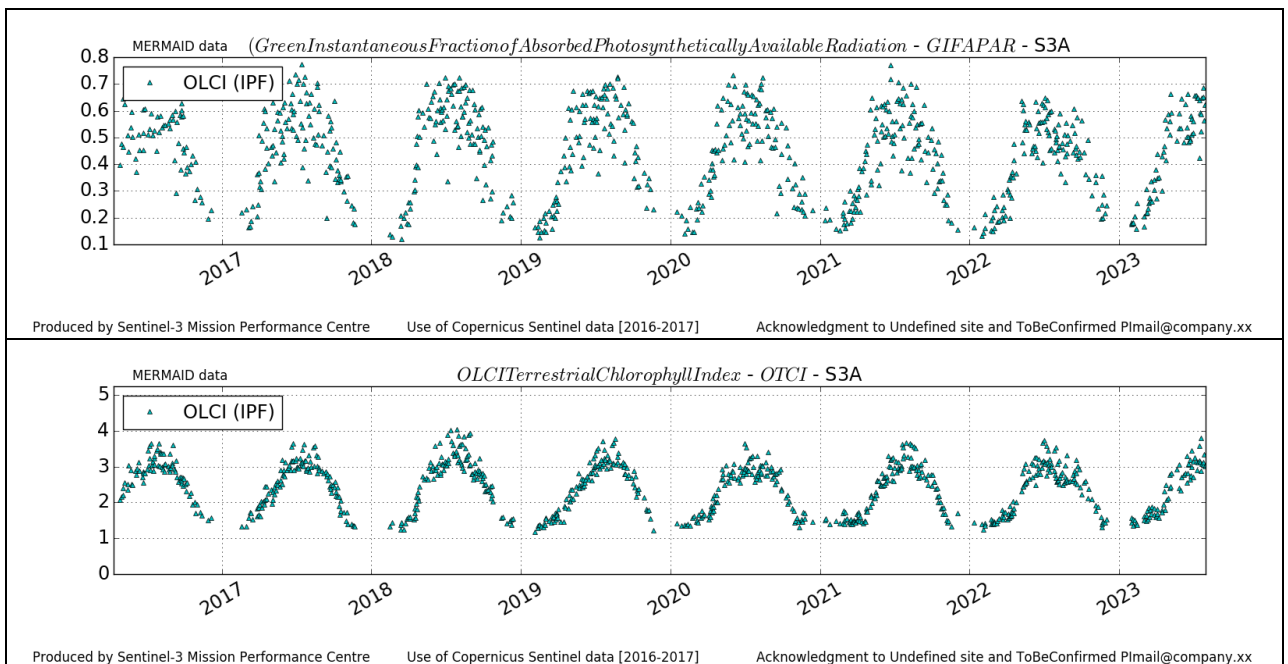 MERMAID data (GreenInstantaneousFractionofAbsorbedPhotosyntheticallyAvailableRadiation - GIFAPAR - S3A
0.8
0.7
0.6
0.5
0.4
0.3
0.2
0.1
OLCI (IPF)
2017 2018 2019 2020 2021 2022 2023
Produced by Sentinel-3 Mission Performance Centre Use of Copernicus Sentinel data [2016-2017] Acknowledgment to Undefined site and ToBeConfirmed PImail@company.xx
MERMAID data OLCITerrestrialChlorophyllIndex - OTCI - S3A
5
4
3
2
1
0
OLCI (IPF)
2017 2018 2019 2020 2021 2022 2023
Produced by Sentinel-3 Mission Performance Centre Use of Copernicus Sentinel data [2016-2017] Acknowledgment to Undefined site and ToBeConfirmed PImail@company.xx